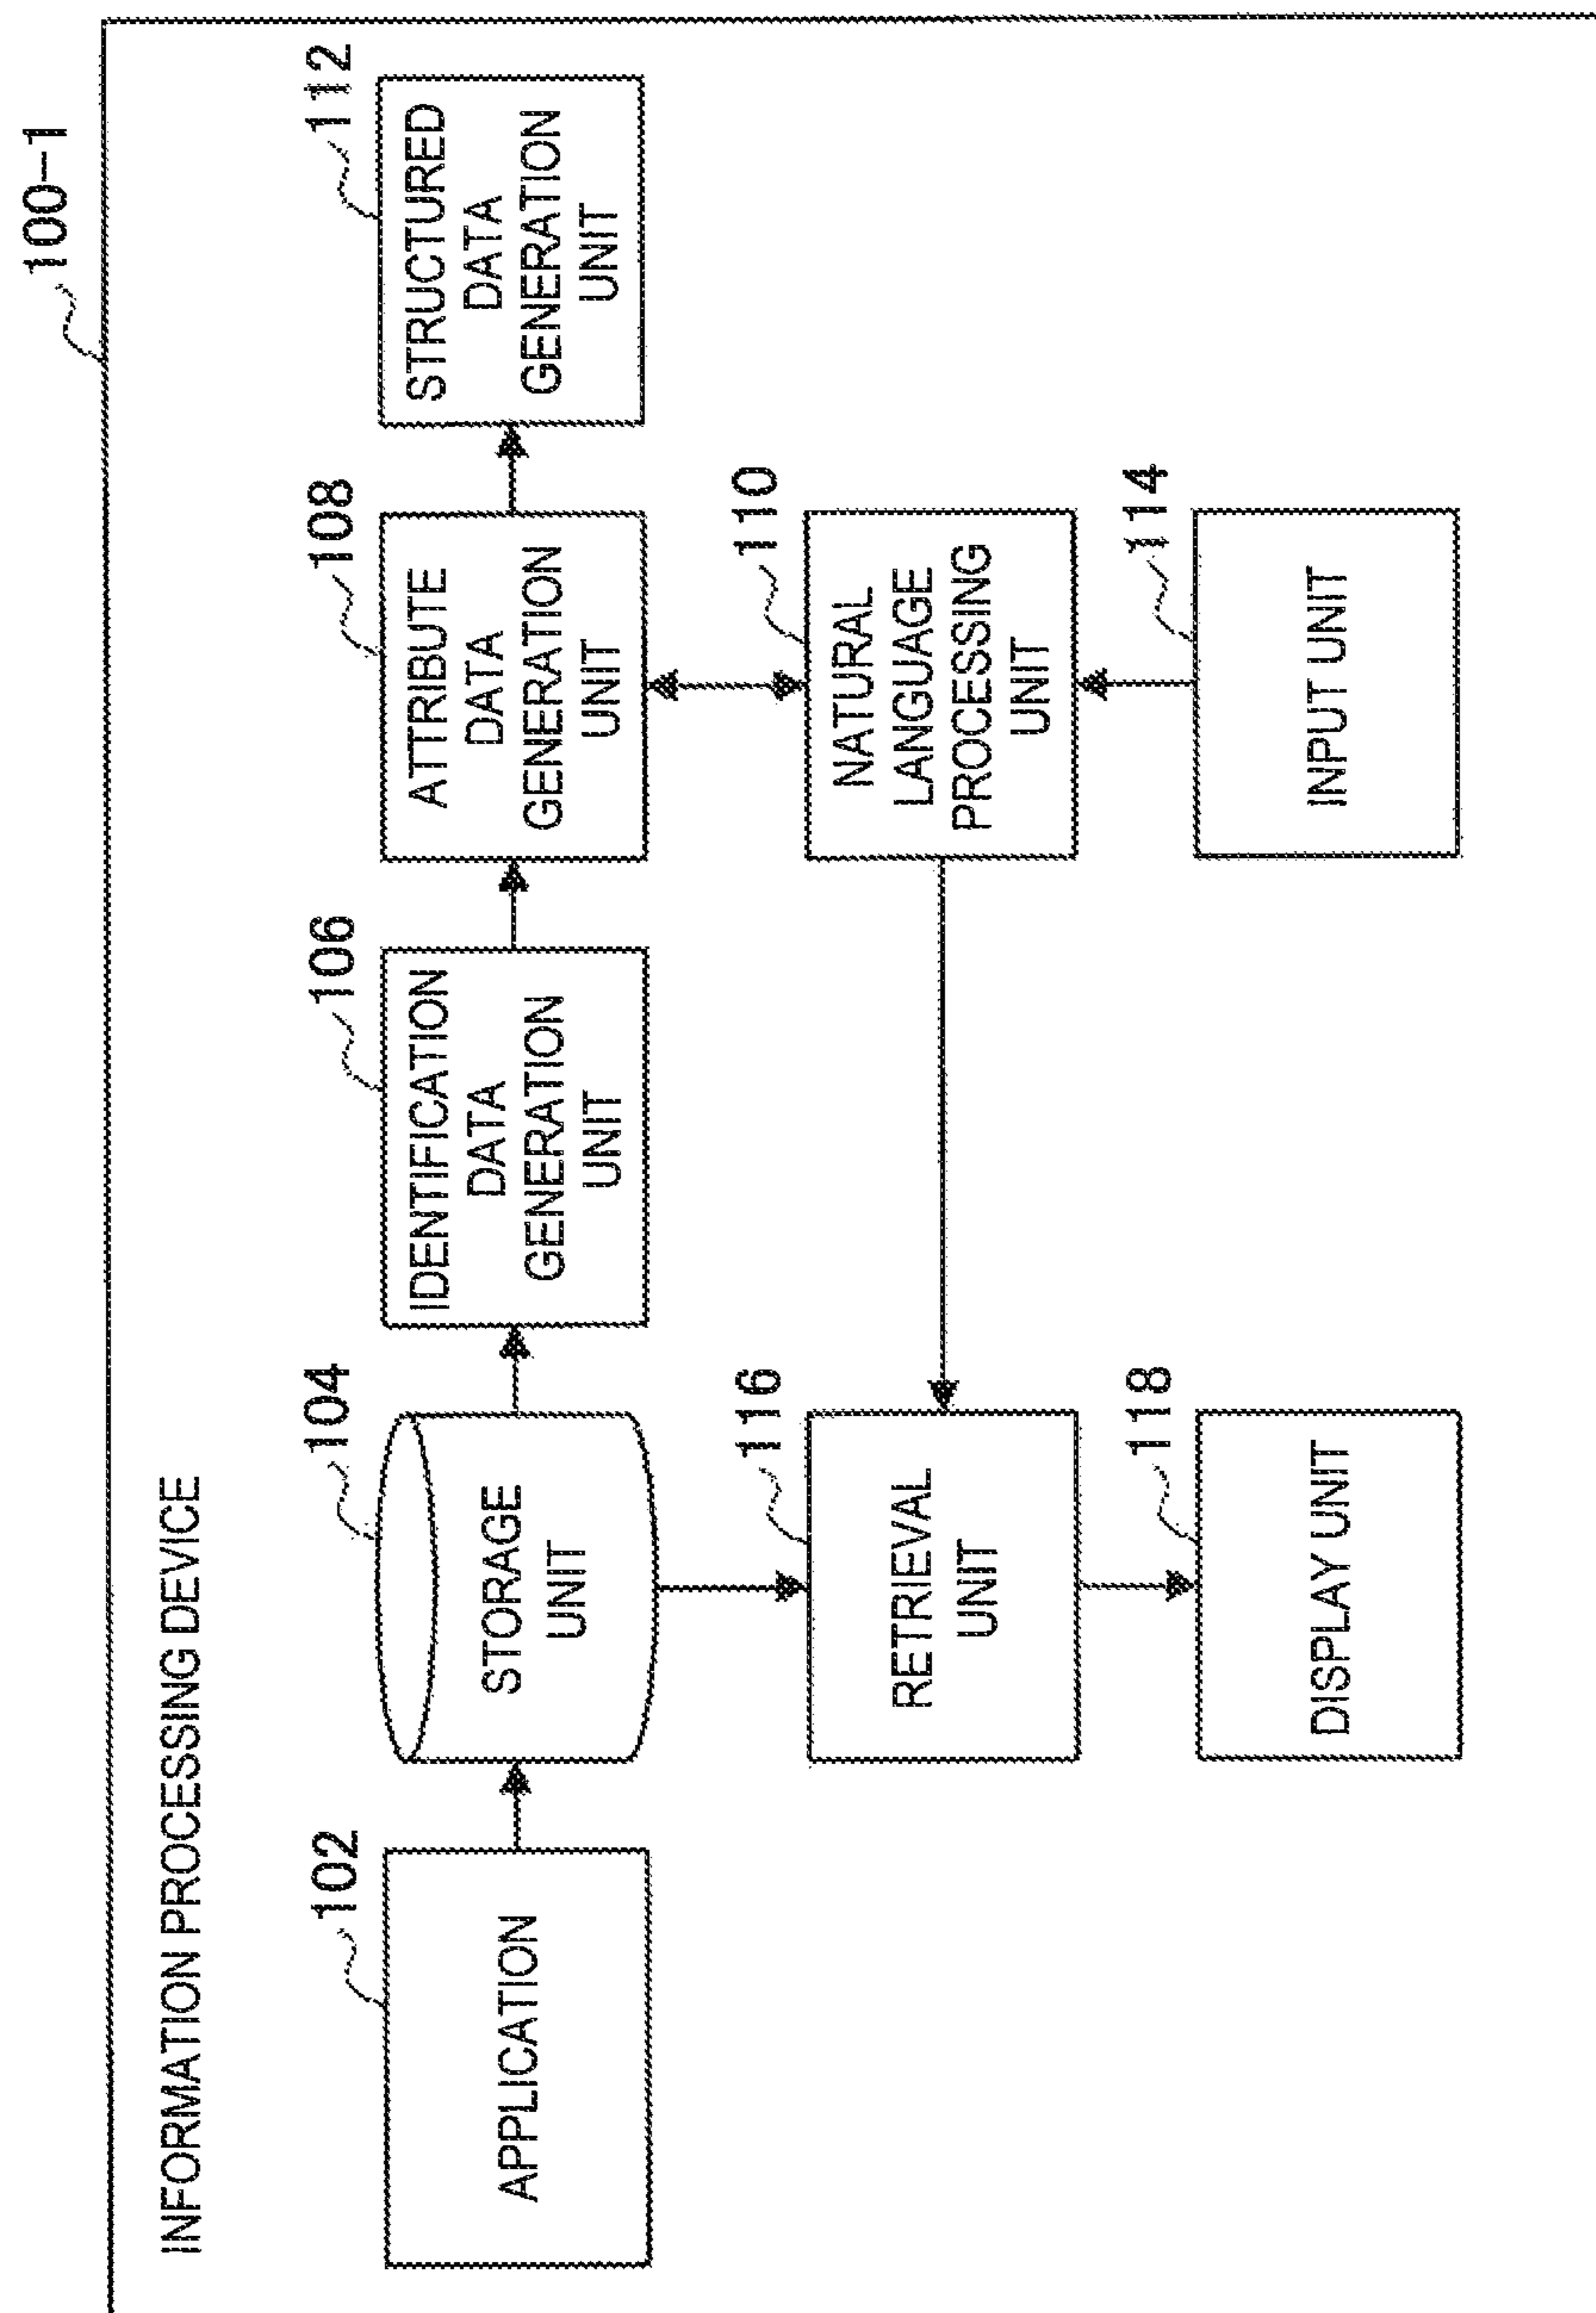 100-1
INFORMATION PROCESSING DEVICE
102
APPLICATION
104
STORAGE
UNIT
106
IDENTIFICATION
DATA
GENERATION
UNIT
108
ATTRIBUTE
DATA
GENERATION
UNIT
112
STRUCTURED
DATA
GENERATION
UNIT
116
RETRIEVAL
UNIT
110
NATURAL
LANGUAGE
PROCESSING
UNIT
118
DISPLAY UNIT
114
INPUT UNIT